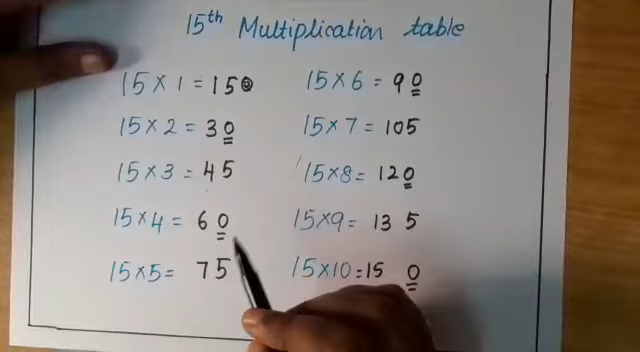 15th Multiplication table
15 × 1 = 15
15 × 2 = 30
15 × 3 = 45
15 × 4 = 60
15 × 5 = 75
15 × 6 = 90
15 × 7 = 105
15 × 8 = 120
15 × 9 = 135
15 × 10 = 150